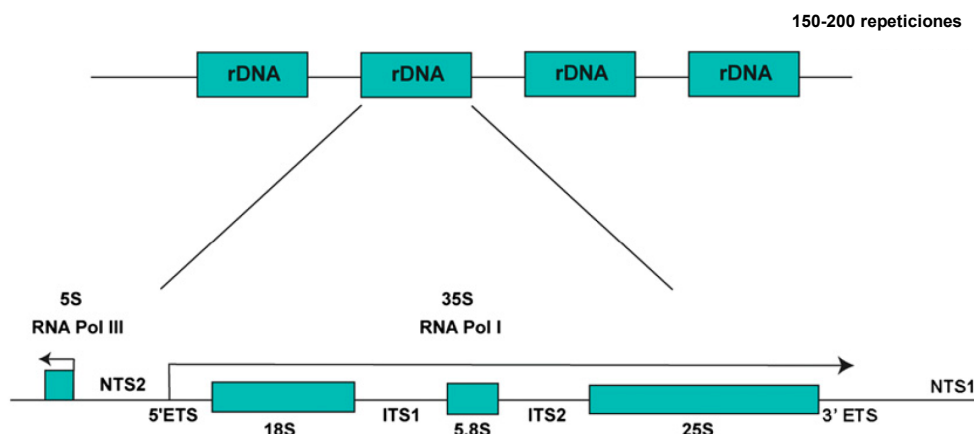 150-200 repeticiones
rDNA rDNA rDNA rDNA
5S 35S
RNA Pol III RNA Pol I
NTS2 NTS1
5'ETS 18S ITS1 5.8S ITS2 25S 3' ETS